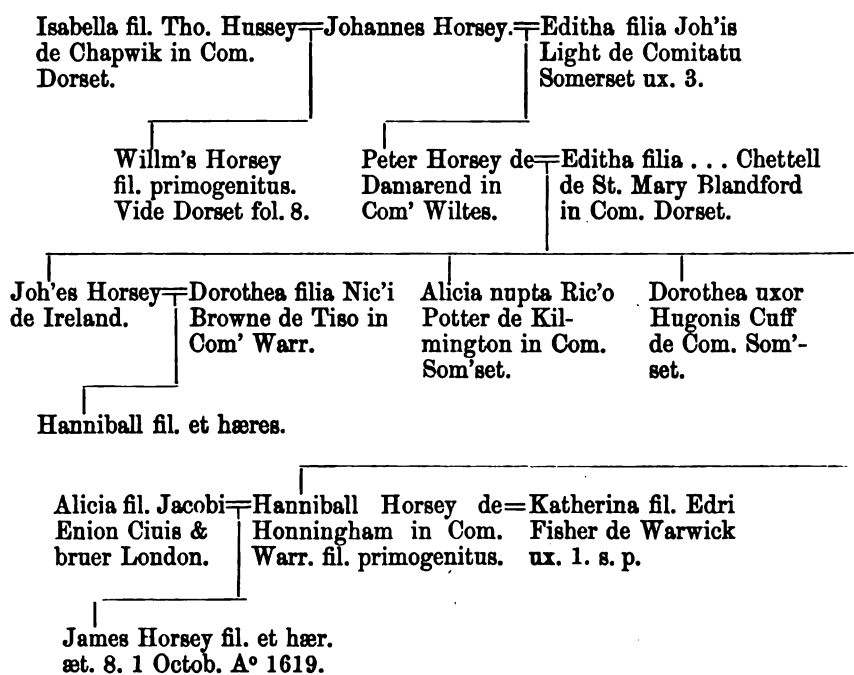 Isabella fil. Tho. Hussey
de Chapwik in Com.
Dorset.
Johannes Horsey.
Editha filia Joh'is
Light de Comitatu
Somerset ux. 3.
Willm's Horsey
fil. primogenitus.
Vide Dorset fol. 8.
Peter Horsey de
Damarend in
Com' Wiltes.
Editha filia . . . Chettell
de St. Mary Blandford
in Com. Dorset.
Joh'es Horsey
de Ireland.
Dorothea filia Nic'i
Browne de Tiso in
Com' Warr.
Alicia nupta Ric'o
Potter de Kil-
mington in Com.
Som'set.
Dorothea uxor
Hugonis Cuff
de Com. Som'-
set.
Hanniball fil. et hæres.
Alicia fil. Jacobi
Enion Ciuis &
bruer London.
Hanniball Horsey de
Honningham in Com.
Warr. fil. primogenitus.
Katherina fil. Edri
Fisher de Warwick
ux. 1. s. p.
James Horsey fil. et hær.
æt. 8. 1 Octob. Aº 1619.